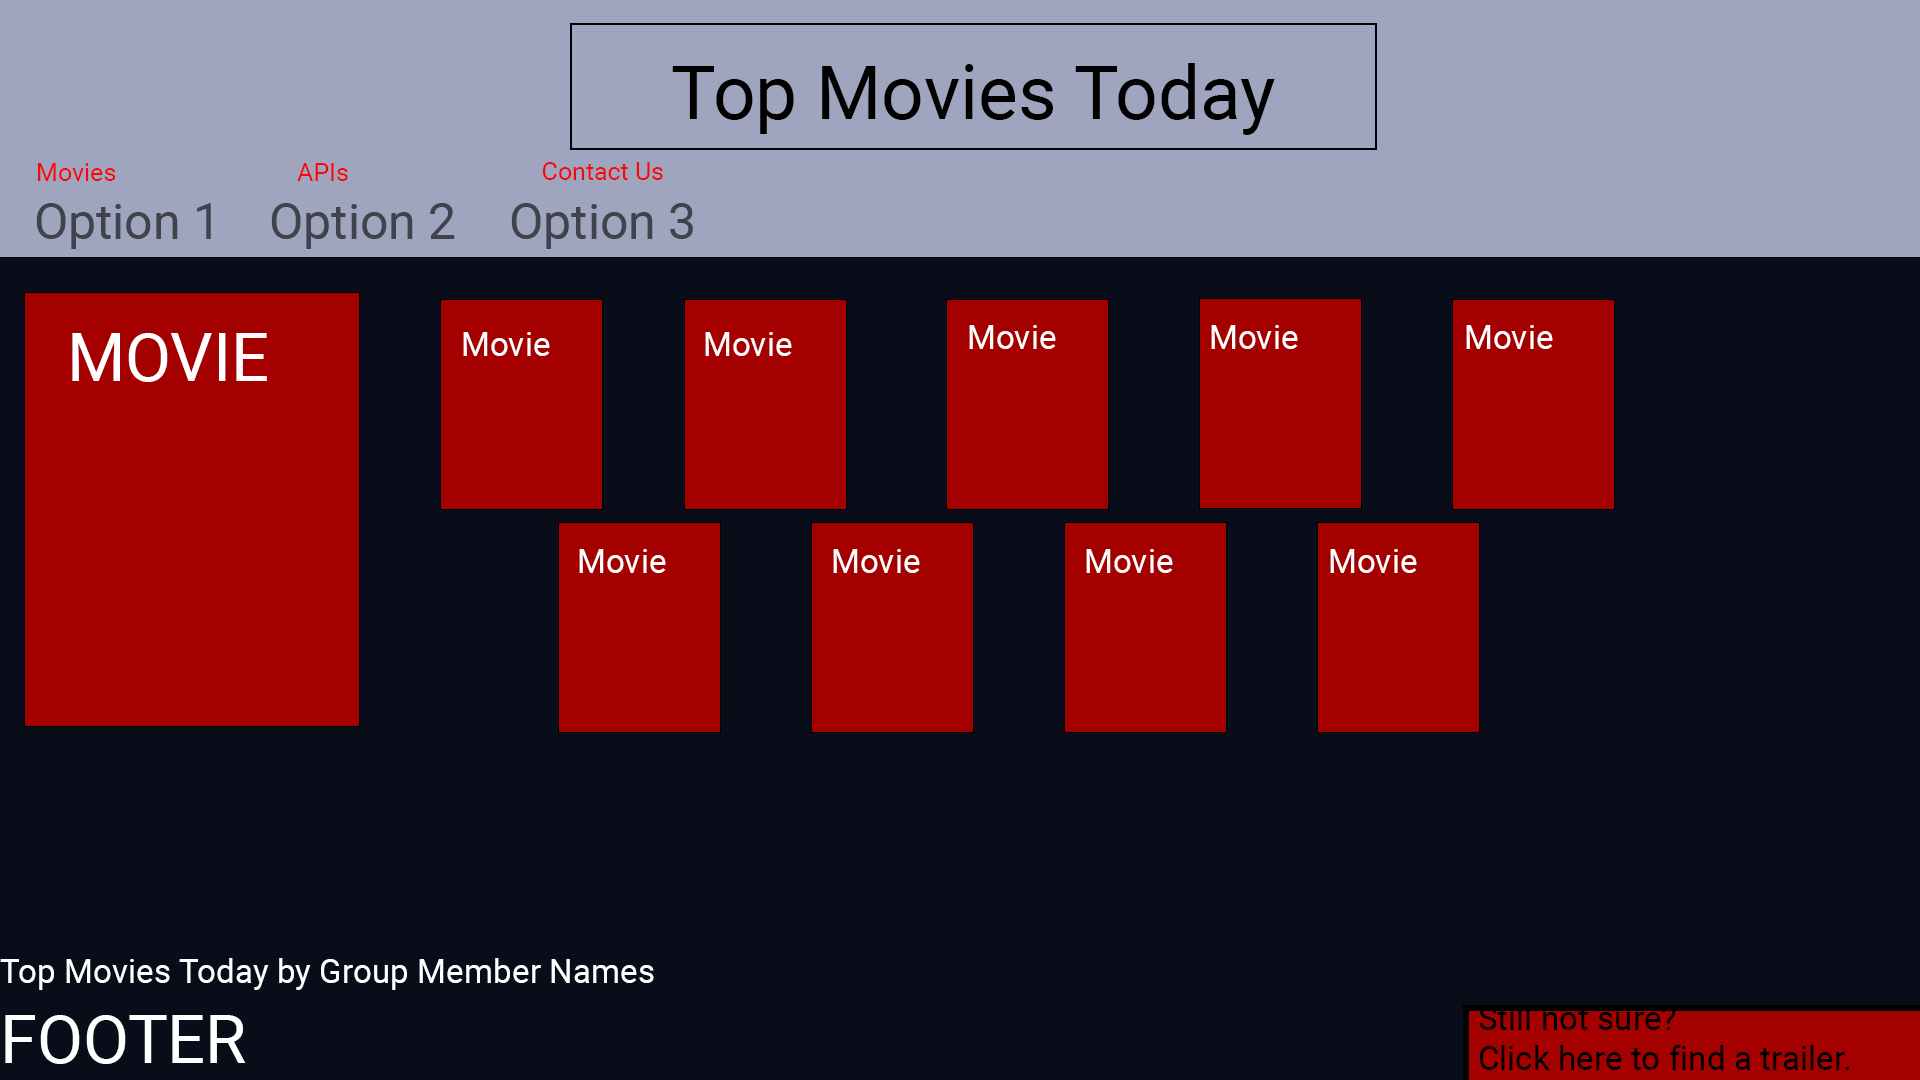 Top Movies Today
Movies APIs Contact Us
Option 1 Option 2 Option 3
MOVIE
Movie Movie Movie Movie Movie
Movie Movie Movie Movie
Top Movies Today by Group Member Names
FOOTER
Still not sure?
Click here to find a trailer.